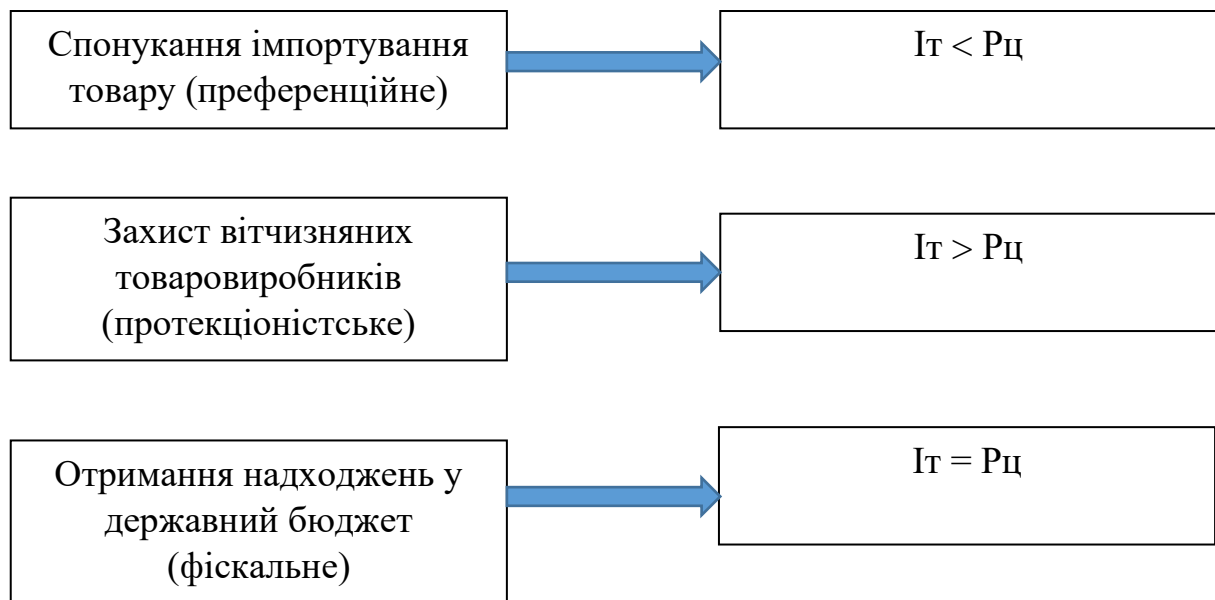 Спонукання імпортування
товару (преференційне)
Іт < Рц
Захист вітчизняних
товаровиробників
(протекціоністське)
Іт > Рц
Отримання надходжень у
державний бюджет
(фіскальне)
Іт = Рц